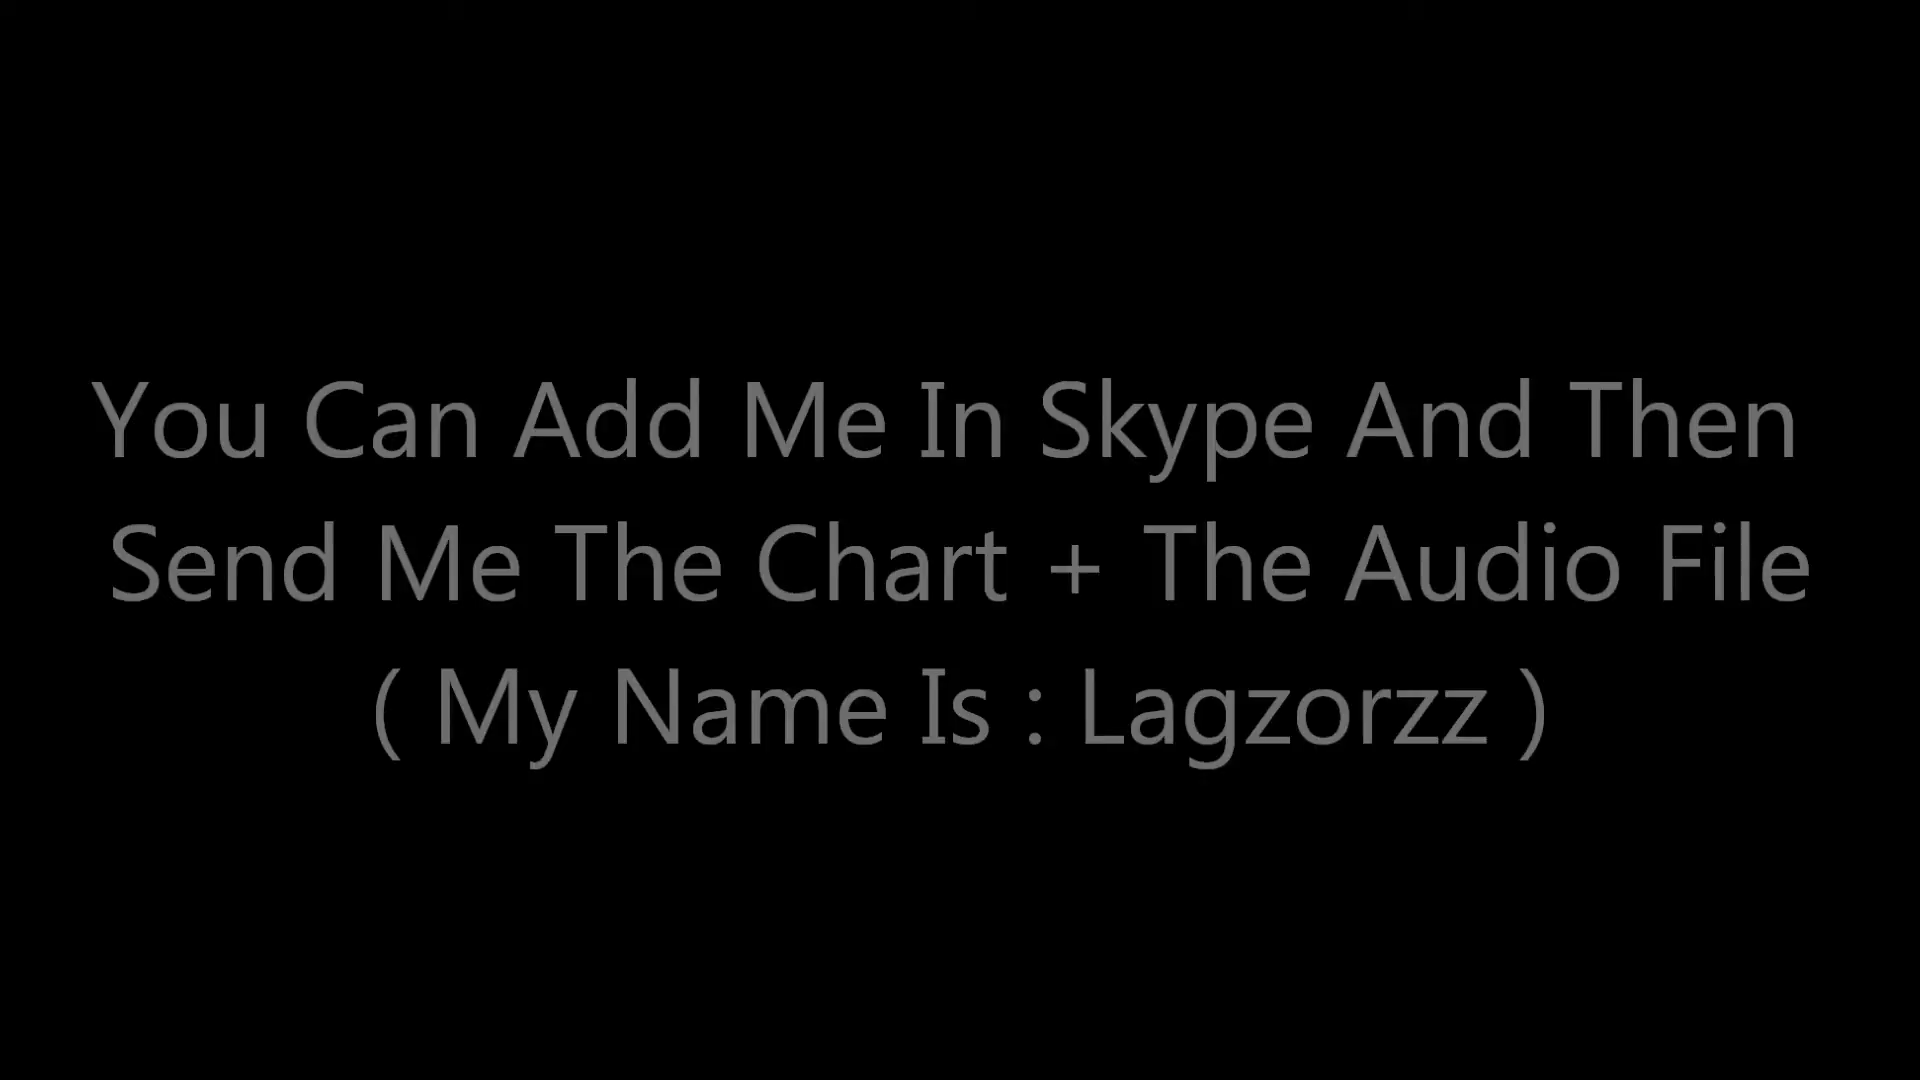 You Can Add Me In Skype And Then
Send Me The Chart + The Audio File
( My Name Is : Lagzorzz )